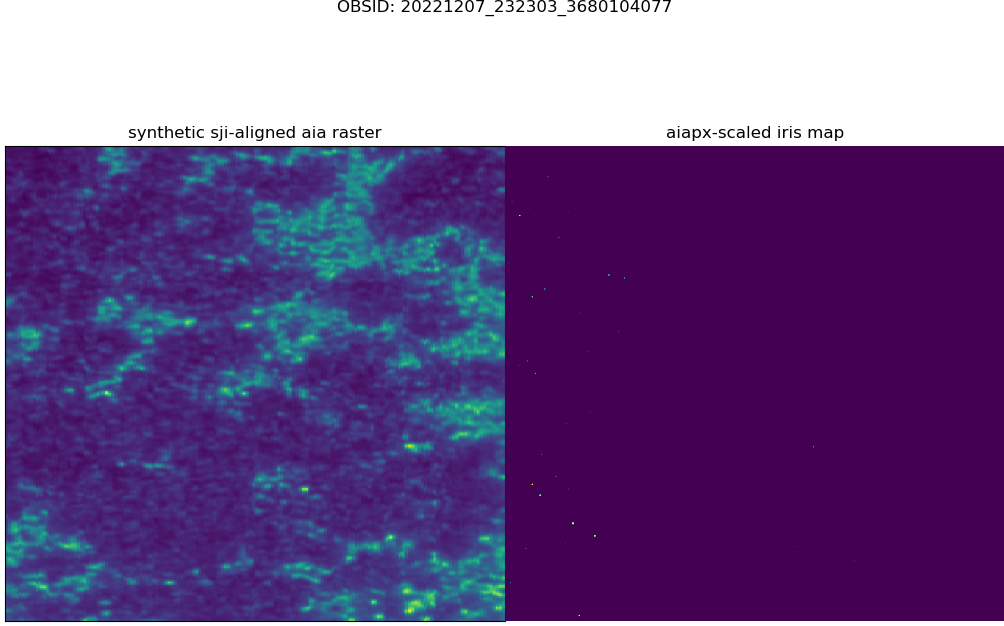 OBSID: 20221207_232303_3680104077
synthetic sji-aligned aia raster
aiapx-scaled iris map